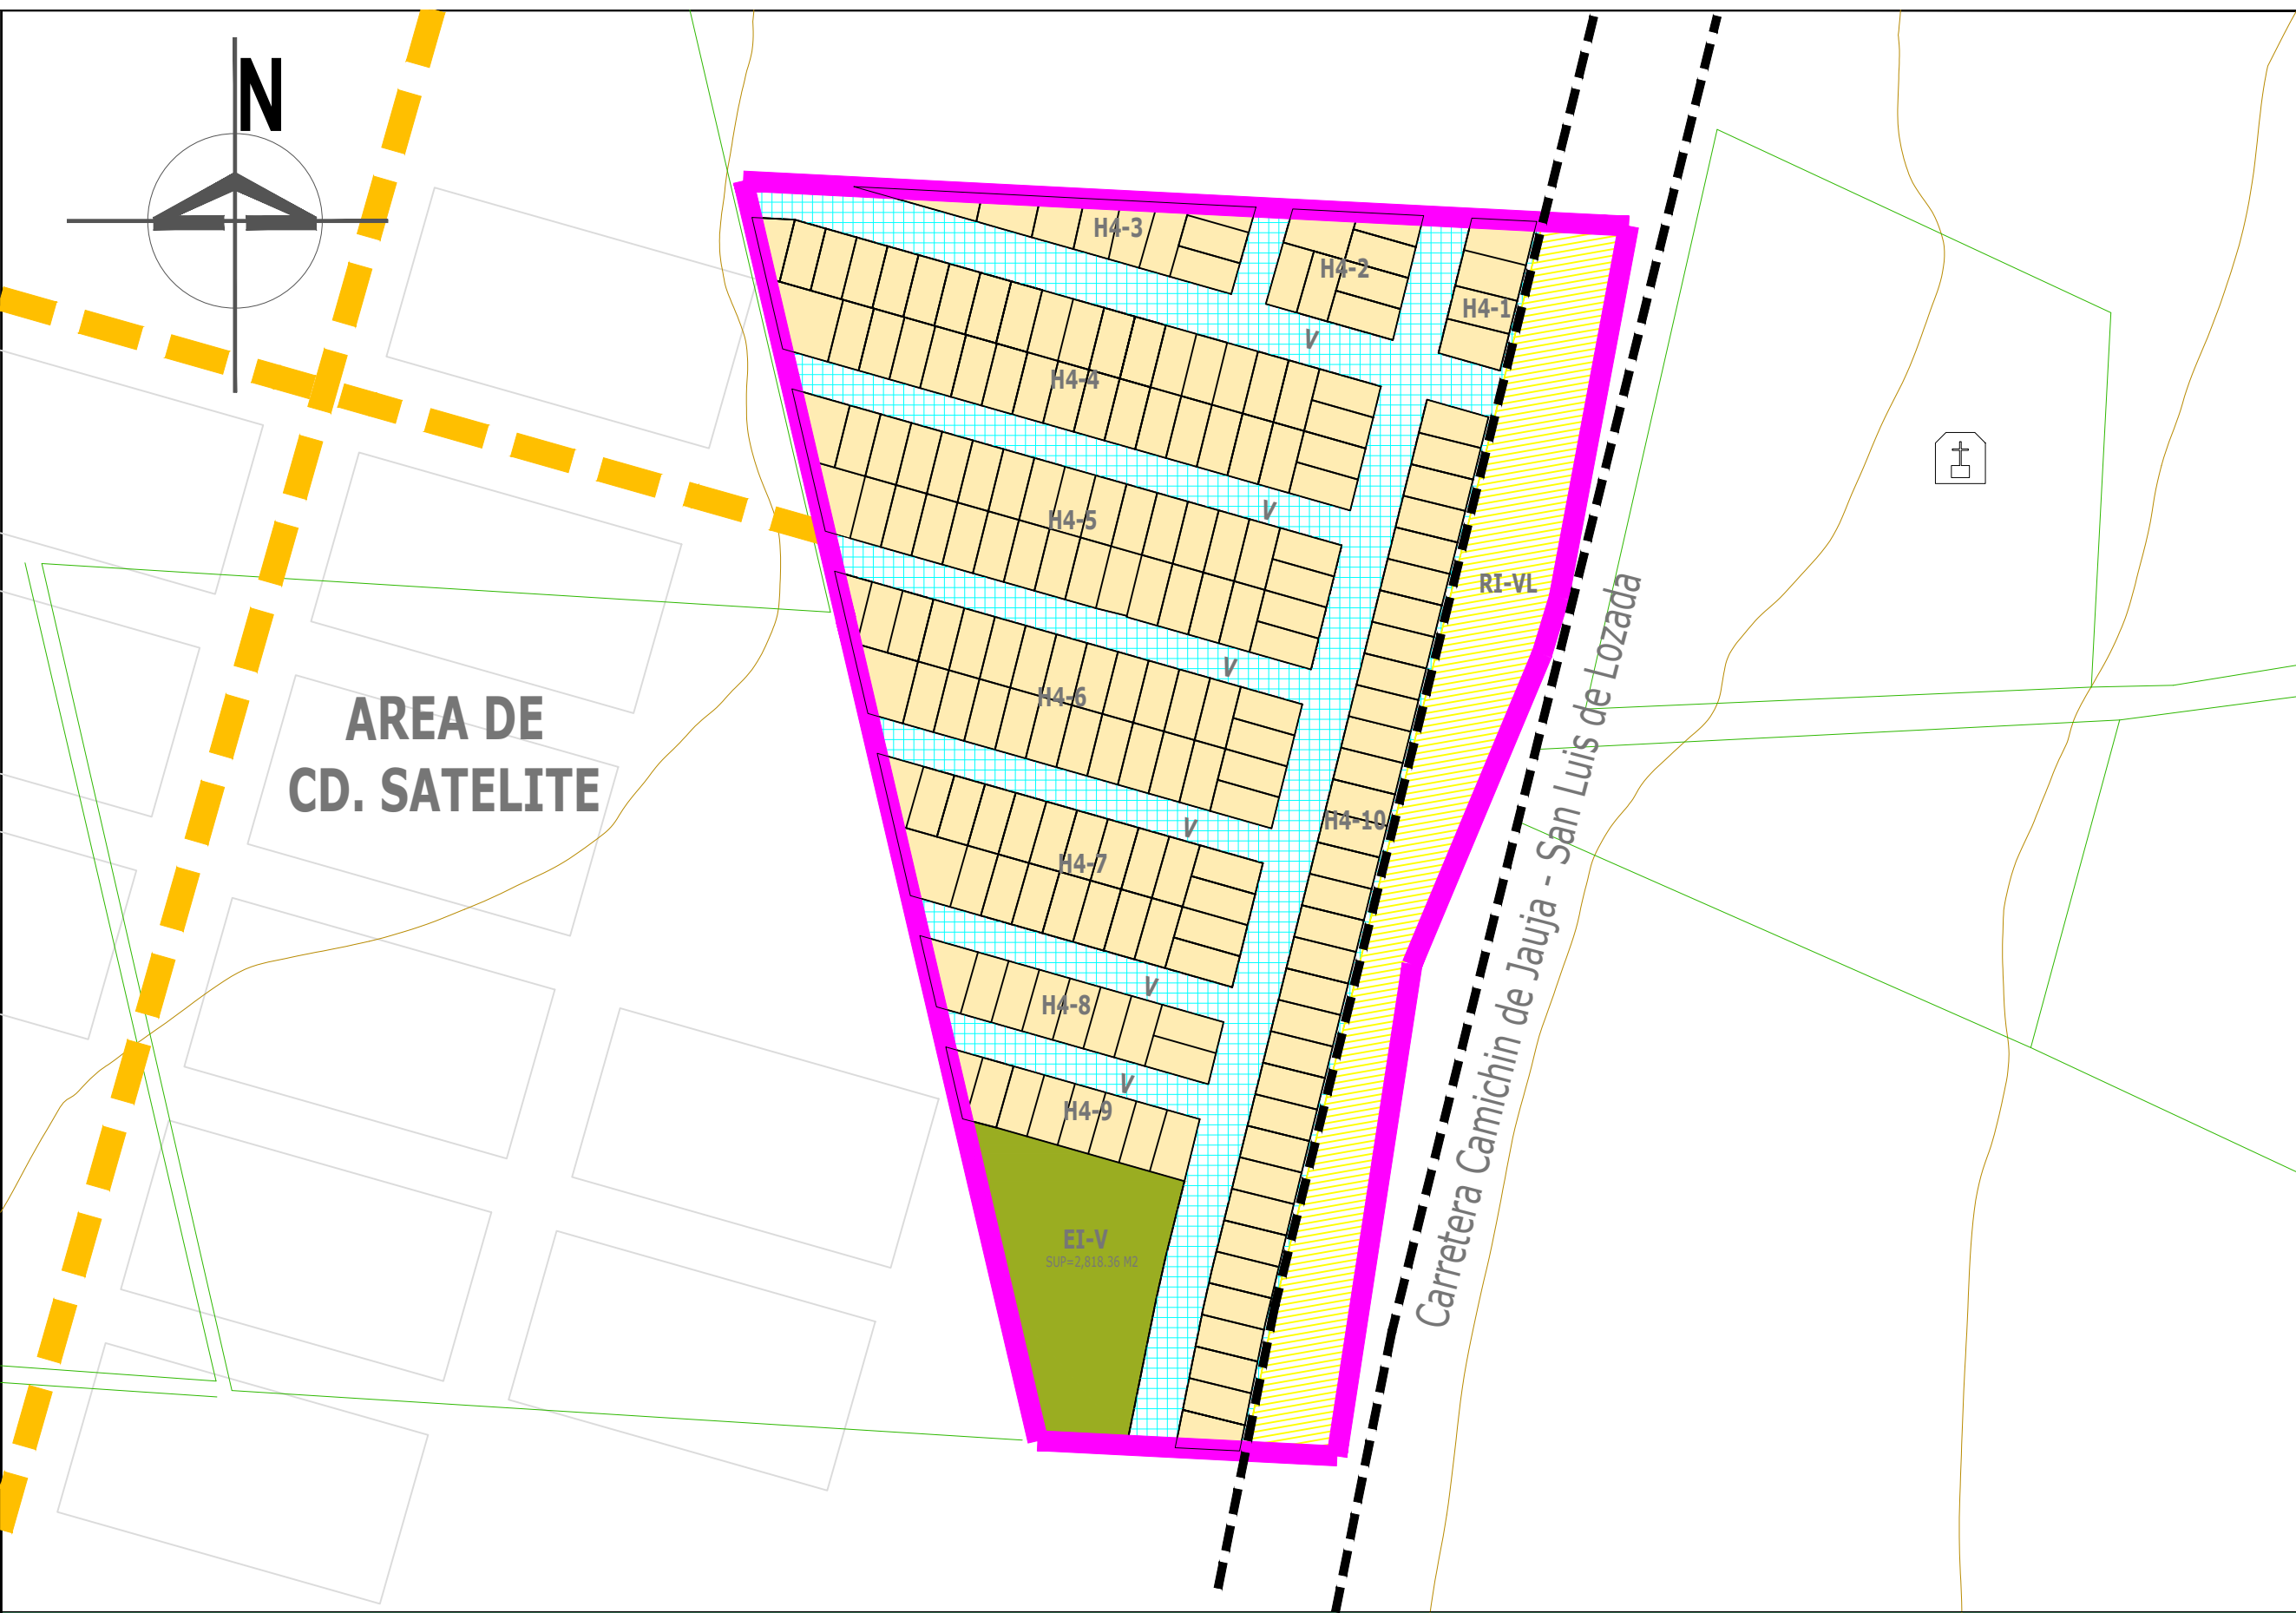 N
H4-3
H4-2
H4-1
V
H4-4
V
H4-5
RI-VL
V
H4-6
AREA DE
CD. SATELITE
V
H4-10
H4-7
V
H4-8
V
H4-9
EI-V
SUP=2,818.36 M2
Carretera Camichin de Jauja - San Luis de Lozada